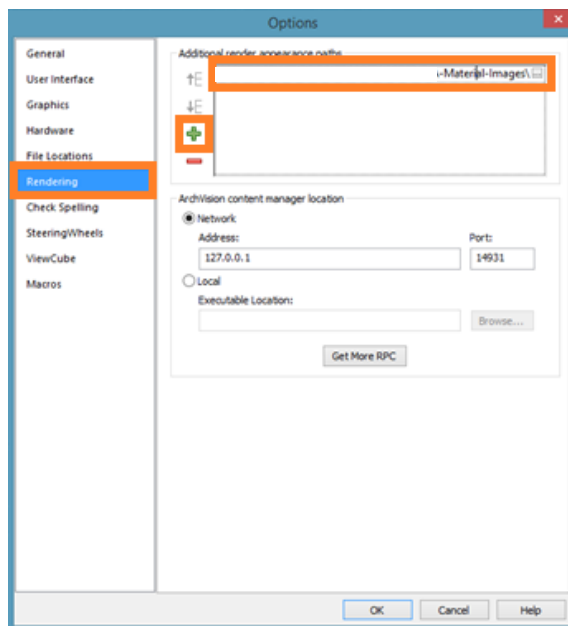 Options
General
User Interface
Graphics
Hardware
File Locations
Rendering
Check Spelling
SteeringWheels
ViewCube
Macros
Additional render appearance paths
-Material-Images\
ArchVision content manager location
Network
Address:
Port:
127.0.0.1
14931
Local
Executable Location:
Browse...
Get More RPC
OK
Cancel
Help